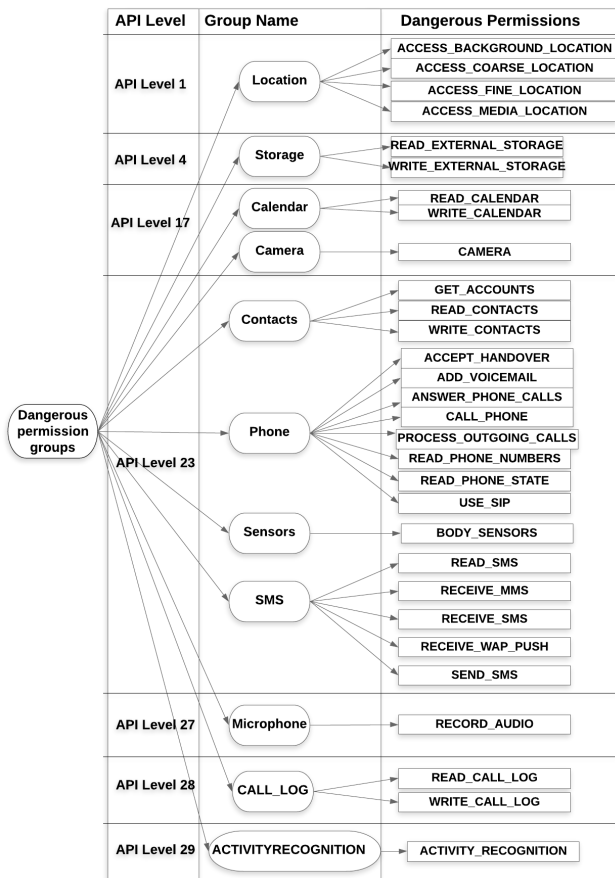 API Level Group Name Dangerous Permissions
ACCESS_BACKGROUND_LOCATION
ACCESS_COARSE_LOCATION
API Level 1 Location
ACCESS_FINE_LOCATION
ACCESS_MEDIA_LOCATION
READ_EXTERNAL_STORAGE
API Level 4 Storage
WRITE_EXTERNAL_STORAGE
READ_CALENDAR
Calendar
WRITE_CALENDAR
API Level 17
Camera CAMERA
GET_ACCOUNTS
READ_CONTACTS
Contacts
WRITE_CONTACTS
ACCEPT_HANDOVER
ADD_VOICEMAIL
ANSWER_PHONE_CALLS
CALL_PHONE
Dangerous
permission
groups
Phone
PROCESS_OUTGOING_CALLS
READ_PHONE_NUMBERS
API Level 23
READ_PHONE_STATE
USE_SIP
Sensors BODY_SENSORS
READ_SMS
RECEIVE_MMS
SMS
RECEIVE_SMS
RECEIVE_WAP_PUSH
SEND_SMS
API Level 27 Microphone RECORD_AUDIO
READ_CALL_LOG
API Level 28 CALL_LOG
WRITE_CALL_LOG
API Level 29 ACTIVITYRECOGNITION ACTIVITY_RECOGNITION